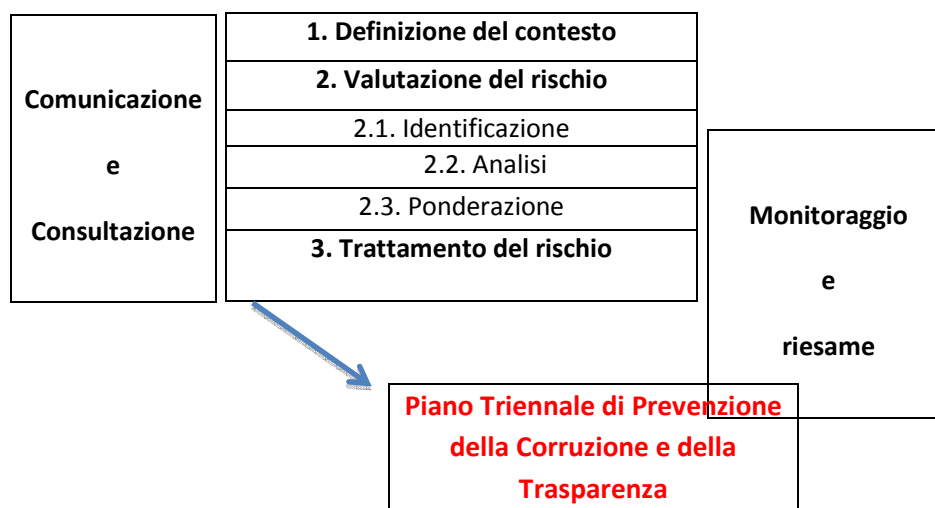 Comunicazione
e
Consultazione
1. Definizione del contesto
2. Valutazione del rischio
2.1. Identificazione
2.2. Analisi
2.3. Ponderazione
3. Trattamento del rischio
Monitoraggio
e
riesame
Piano Triennale di Prevenzione
della Corruzione e della
Trasparenza